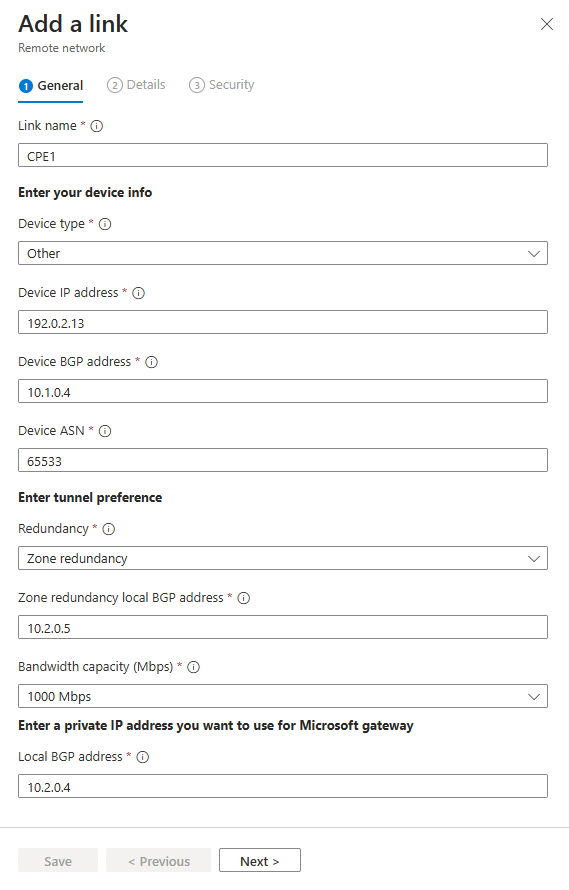 Add a link
Remote network
1 General 2 Details 3 Security
Link name *
CPE1
Enter your device info
Device type *
Other
Device IP address *
192.0.2.13
Device BGP address *
10.1.0.4
Device ASN *
65533
Enter tunnel preference
Redundancy *
Zone redundancy
Zone redundancy local BGP address *
10.2.0.5
Bandwidth capacity (Mbps) *
1000 Mbps
Enter a private IP address you want to use for Microsoft gateway
Local BGP address *
10.2.0.4
Save < Previous Next >